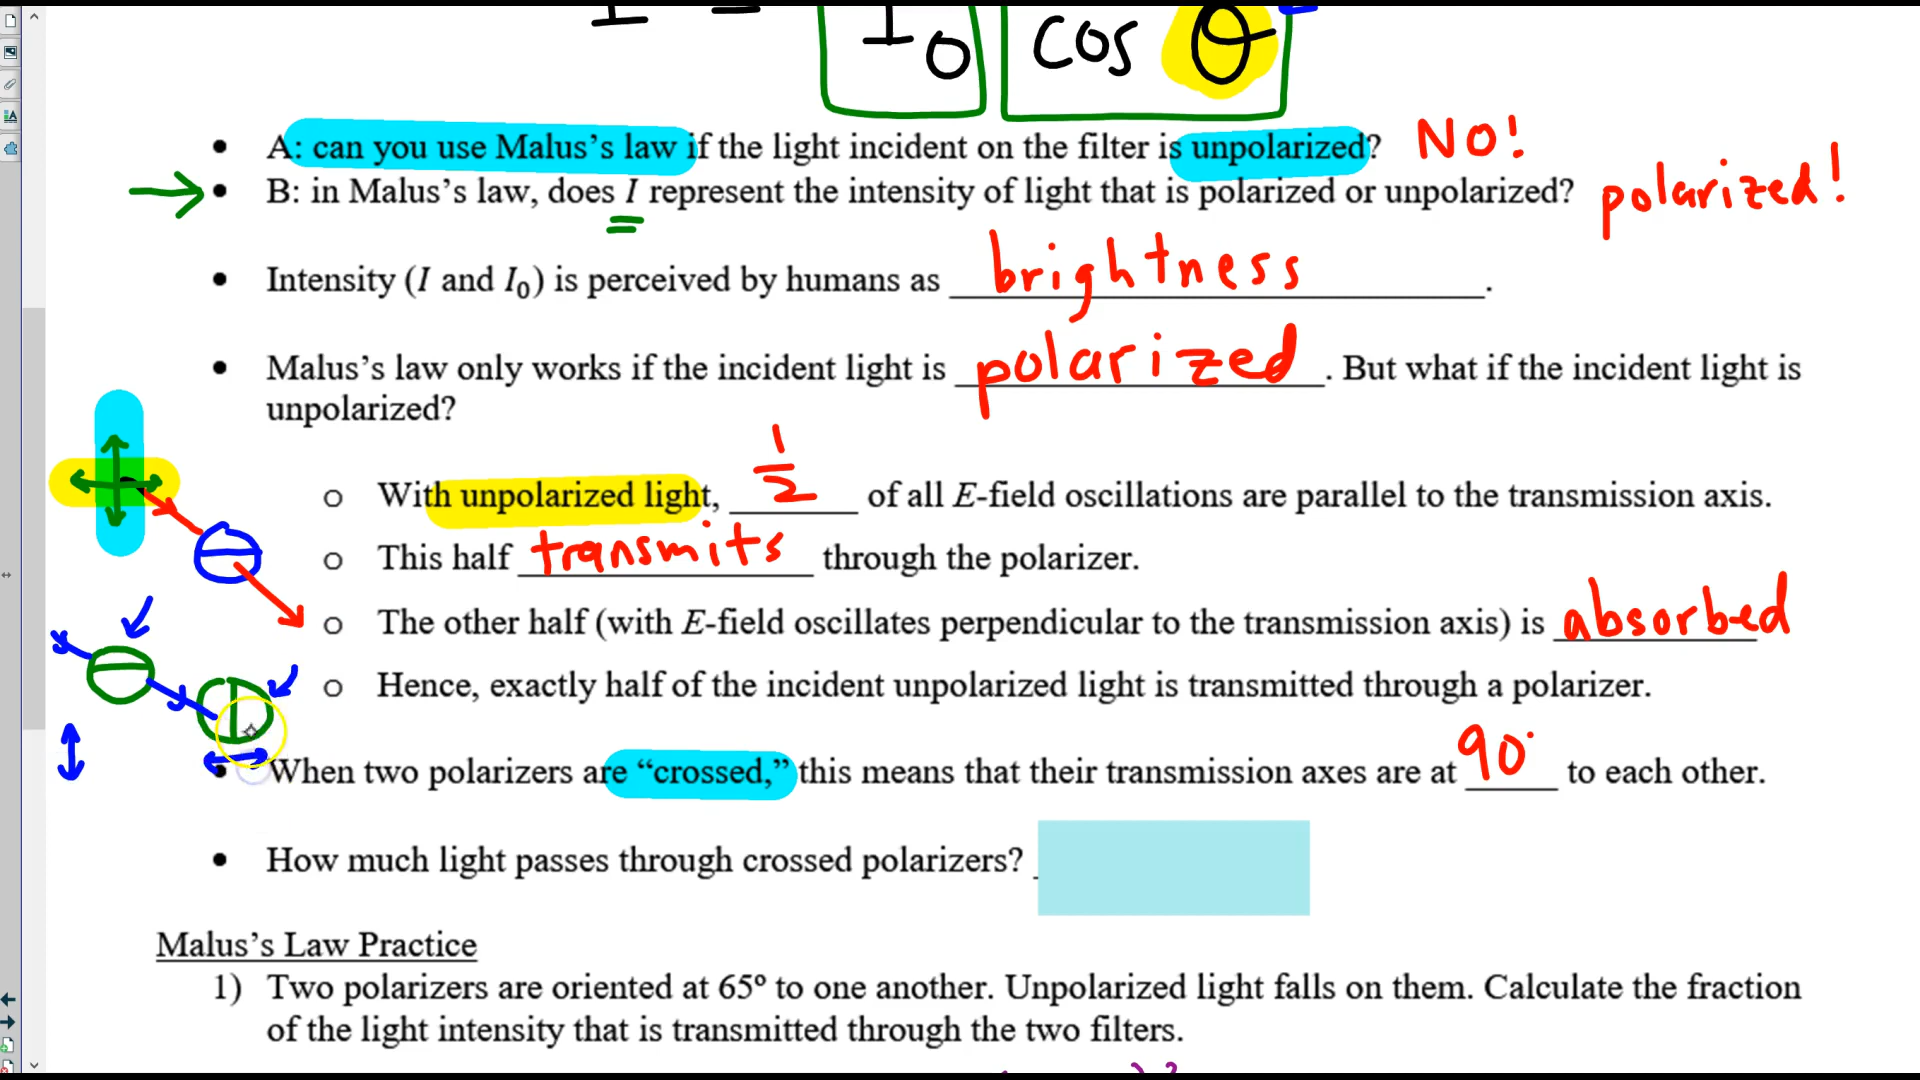 I = I₀ cos θ
• A: can you use Malus's law if the light incident on the filter is unpolarized? NO!
• B: in Malus's law, does I represent the intensity of light that is polarized or unpolarized? polarized!
• Intensity (I and I₀) is perceived by humans as brightness.
• Malus's law only works if the incident light is polarized. But what if the incident light is
unpolarized?
o With unpolarized light, 1/2 of all E-field oscillations are parallel to the transmission axis.
o This half transmits through the polarizer.
o The other half (with E-field oscillates perpendicular to the transmission axis) is absorbed
o Hence, exactly half of the incident unpolarized light is transmitted through a polarizer.
• When two polarizers are “crossed,” this means that their transmission axes are at 90° to each other.
• How much light passes through crossed polarizers?
Malus's Law Practice
1) Two polarizers are oriented at 65º to one another. Unpolarized light falls on them. Calculate the fraction
of the light intensity that is transmitted through the two filters.